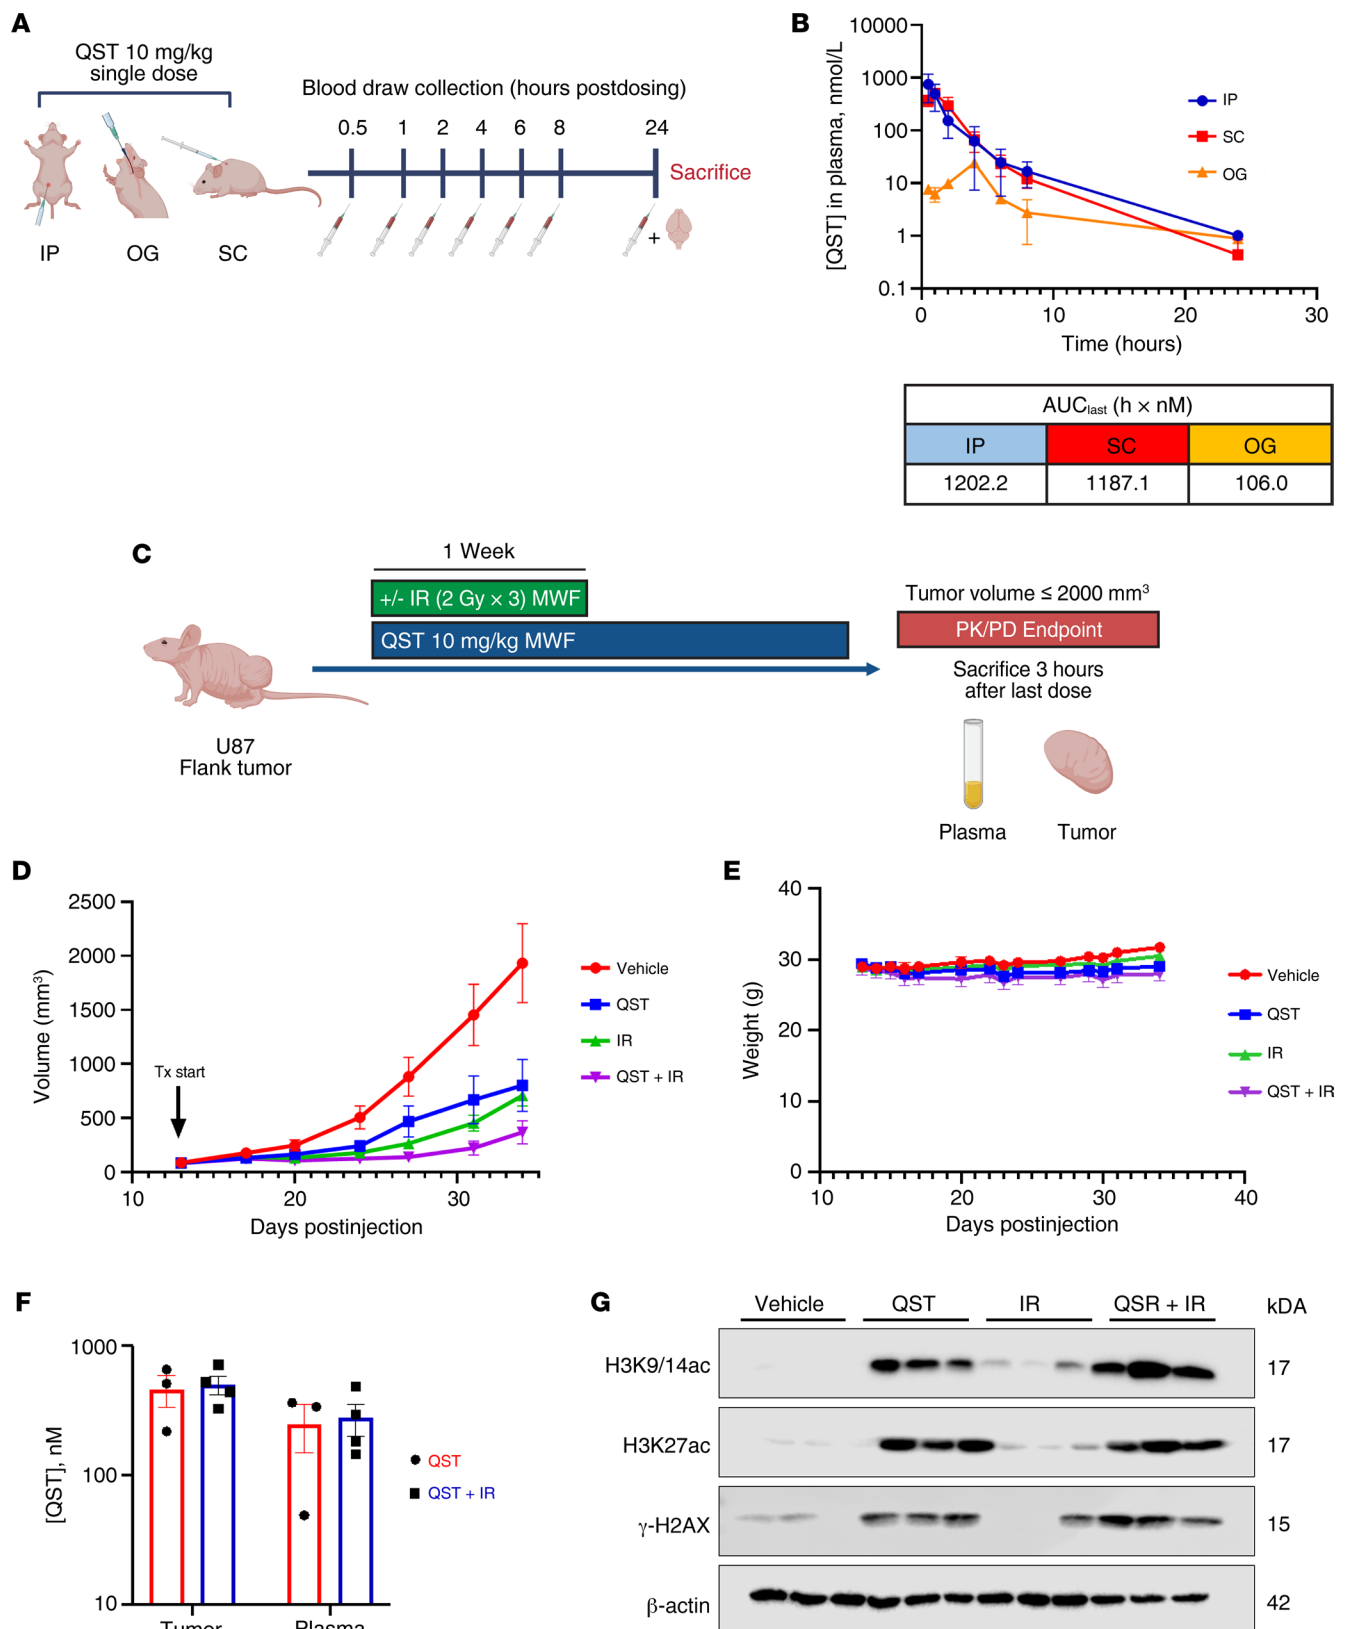 A
QST 10 mg/kg
single dose
Blood draw collection (hours postdosing)
0.5 1 2 4 6 8 24
Sacrifice
+
IP OG SC
B
[QST] in plasma, nmol/L
10000
1000
100
10
1
0.1
0 10 20 30
Time (hours)
IP
SC
OG
AUClast (h × nM)
IP SC OG
1202.2 1187.1 106.0
C
1 Week
+/- IR (2 Gy × 3) MWF
QST 10 mg/kg MWF
U87
Flank tumor
Tumor volume ≤ 2000 mm³
PK/PD Endpoint
Sacrifice 3 hours
after last dose
Plasma Tumor
D
Volume (mm³)
2500
2000
1500
1000
500
0
Tx start
10 20 30
Days postinjection
Vehicle
QST
IR
QST + IR
E
Weight (g)
40
30
20
10
0
10 20 30 40
Days postinjection
Vehicle
QST
IR
QST + IR
F
[QST], nM
1000
100
10
Tumor Plasma
QST
QST + IR
G
Vehicle QST IR QSR + IR kDA
H3K9/14ac 17
H3K27ac 17
γ-H2AX 15
β-actin 42